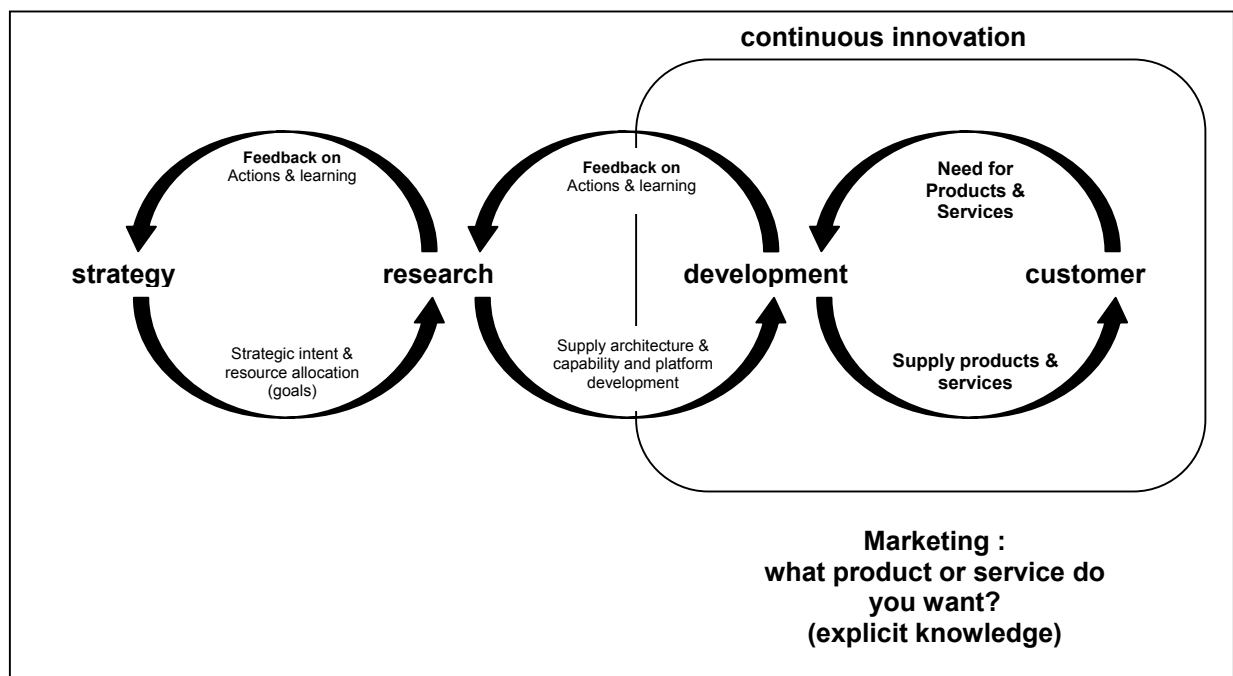 continuous innovation
Feedback on
Actions & learning
Feedback on
Actions & learning
Need for
Products &
Services
strategy
research
development
customer
Strategic intent &
resource allocation
(goals)
Supply architecture &
capability and platform
development
Supply products &
services
Marketing :
what product or service do
you want?
(explicit knowledge)